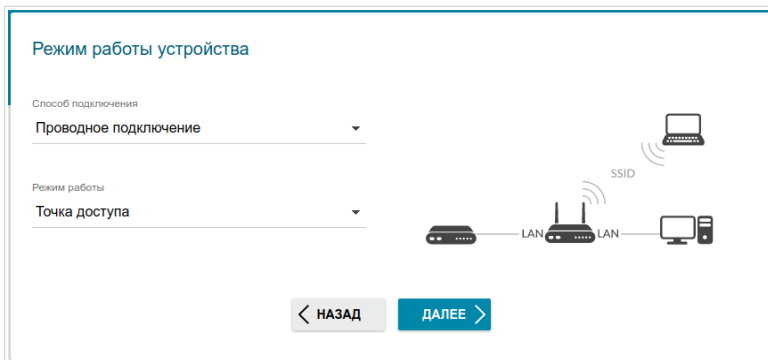 Режим работы устройства
Способ подключения
Проводное подключение
Режим работы
Точка доступа
SSID
LAN
LAN
НАЗАД
ДАЛЕЕ